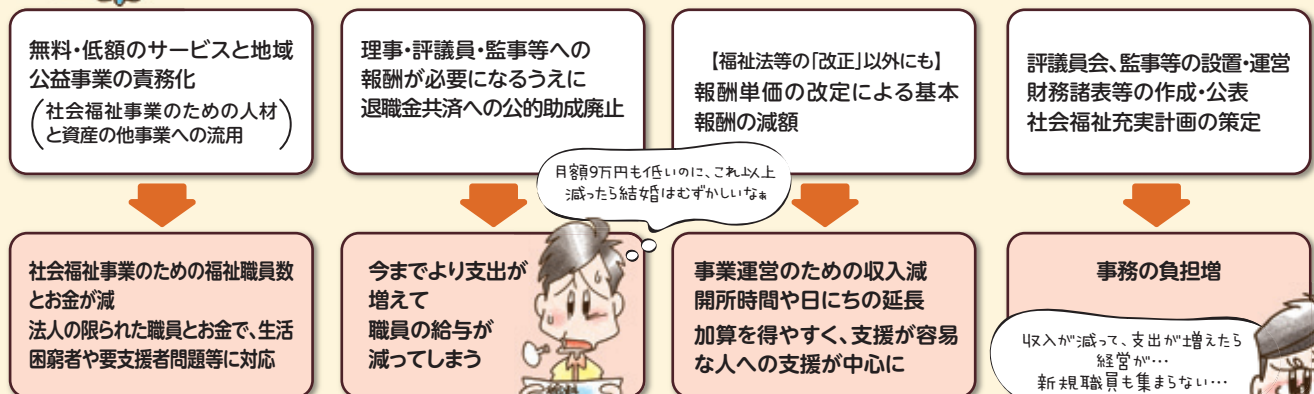 無料・低額のサービスと地域
公益事業の責務化
(社会福祉事業のための人材
と資産の他事業への流用)
理事・評議員・監事等への
報酬が必要になるうえに
退職金共済への公的助成廃止
【福祉法等の「改正」以外にも】
報酬単価の改定による基本
報酬の減額
評議員会、監事等の設置・運営
財務諸表等の作成・公表
社会福祉充実計画の策定
月額9万円も低いのに、これ以上
減ったら結婚はむずかしいなぁ
社会福祉事業のための福祉職員数
とお金が減
法人の限られた職員とお金で、生活
困窮者や要支援者問題等に対応
今までより支出が
増えて
職員の給与が
減ってしまう
事業運営のための収入減
開所時間や日にちの延長
加算を得やすく、支援が容易
な人への支援が中心に
事務の負担増
収入が減って、支出が増えたら
経営が…
新規職員も集まらない…